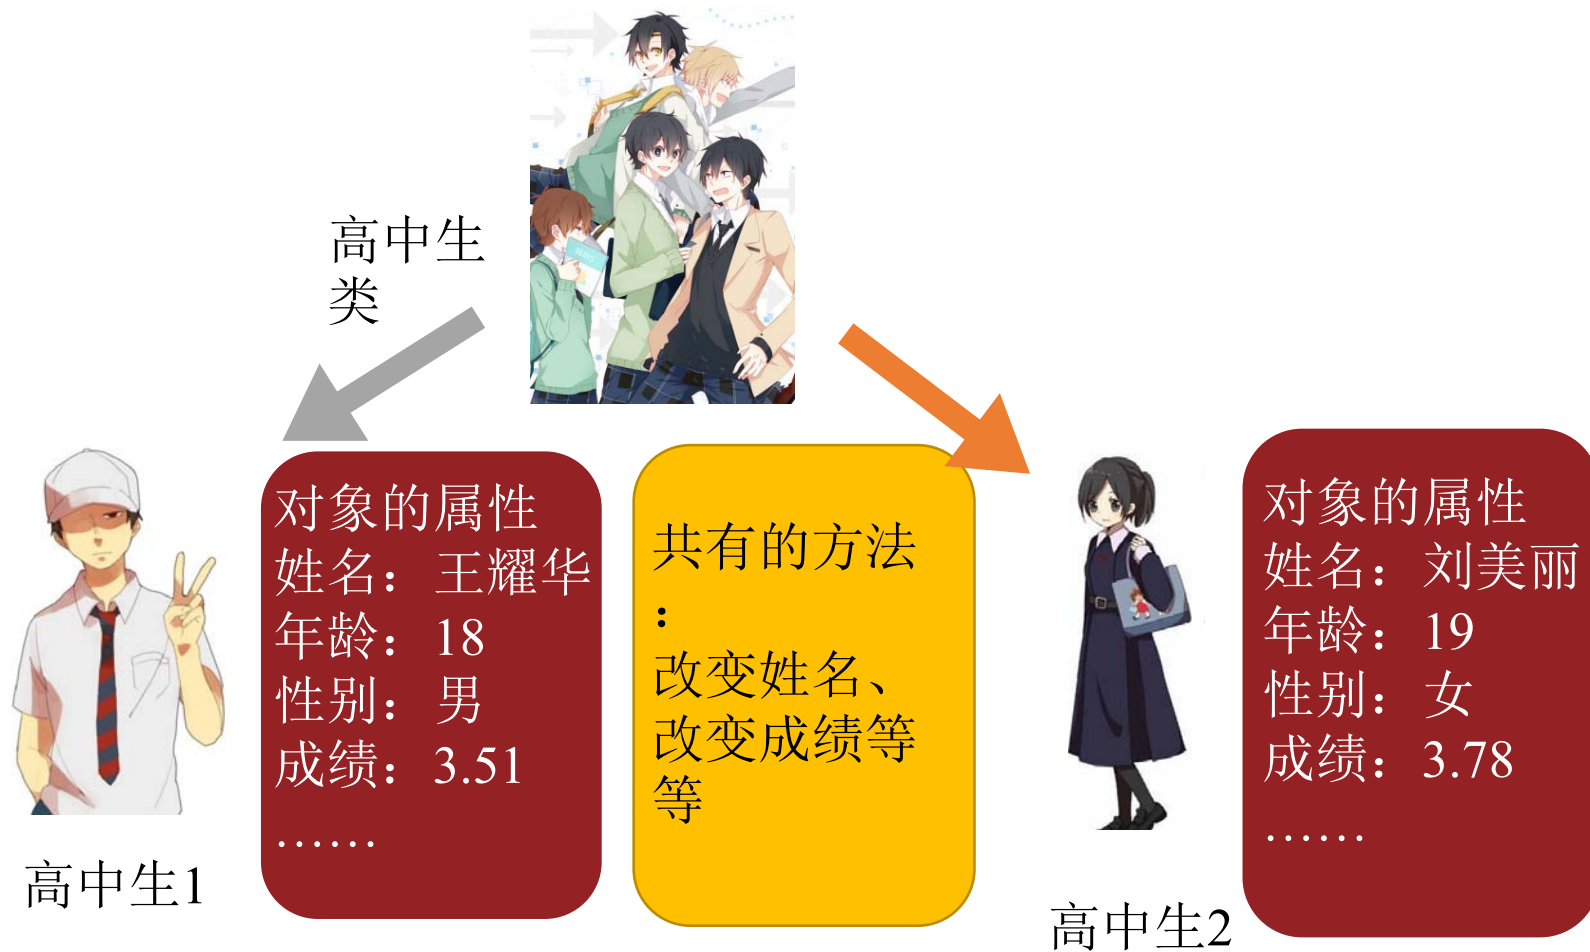 高中生
类
对象的属性
姓名：王耀华
年龄：18
性别：男
成绩：3.51
……
高中生1
共有的方法
：
改变姓名、
改变成绩等
等
对象的属性
姓名：刘美丽
年龄：19
性别：女
成绩：3.78
……
高中生2